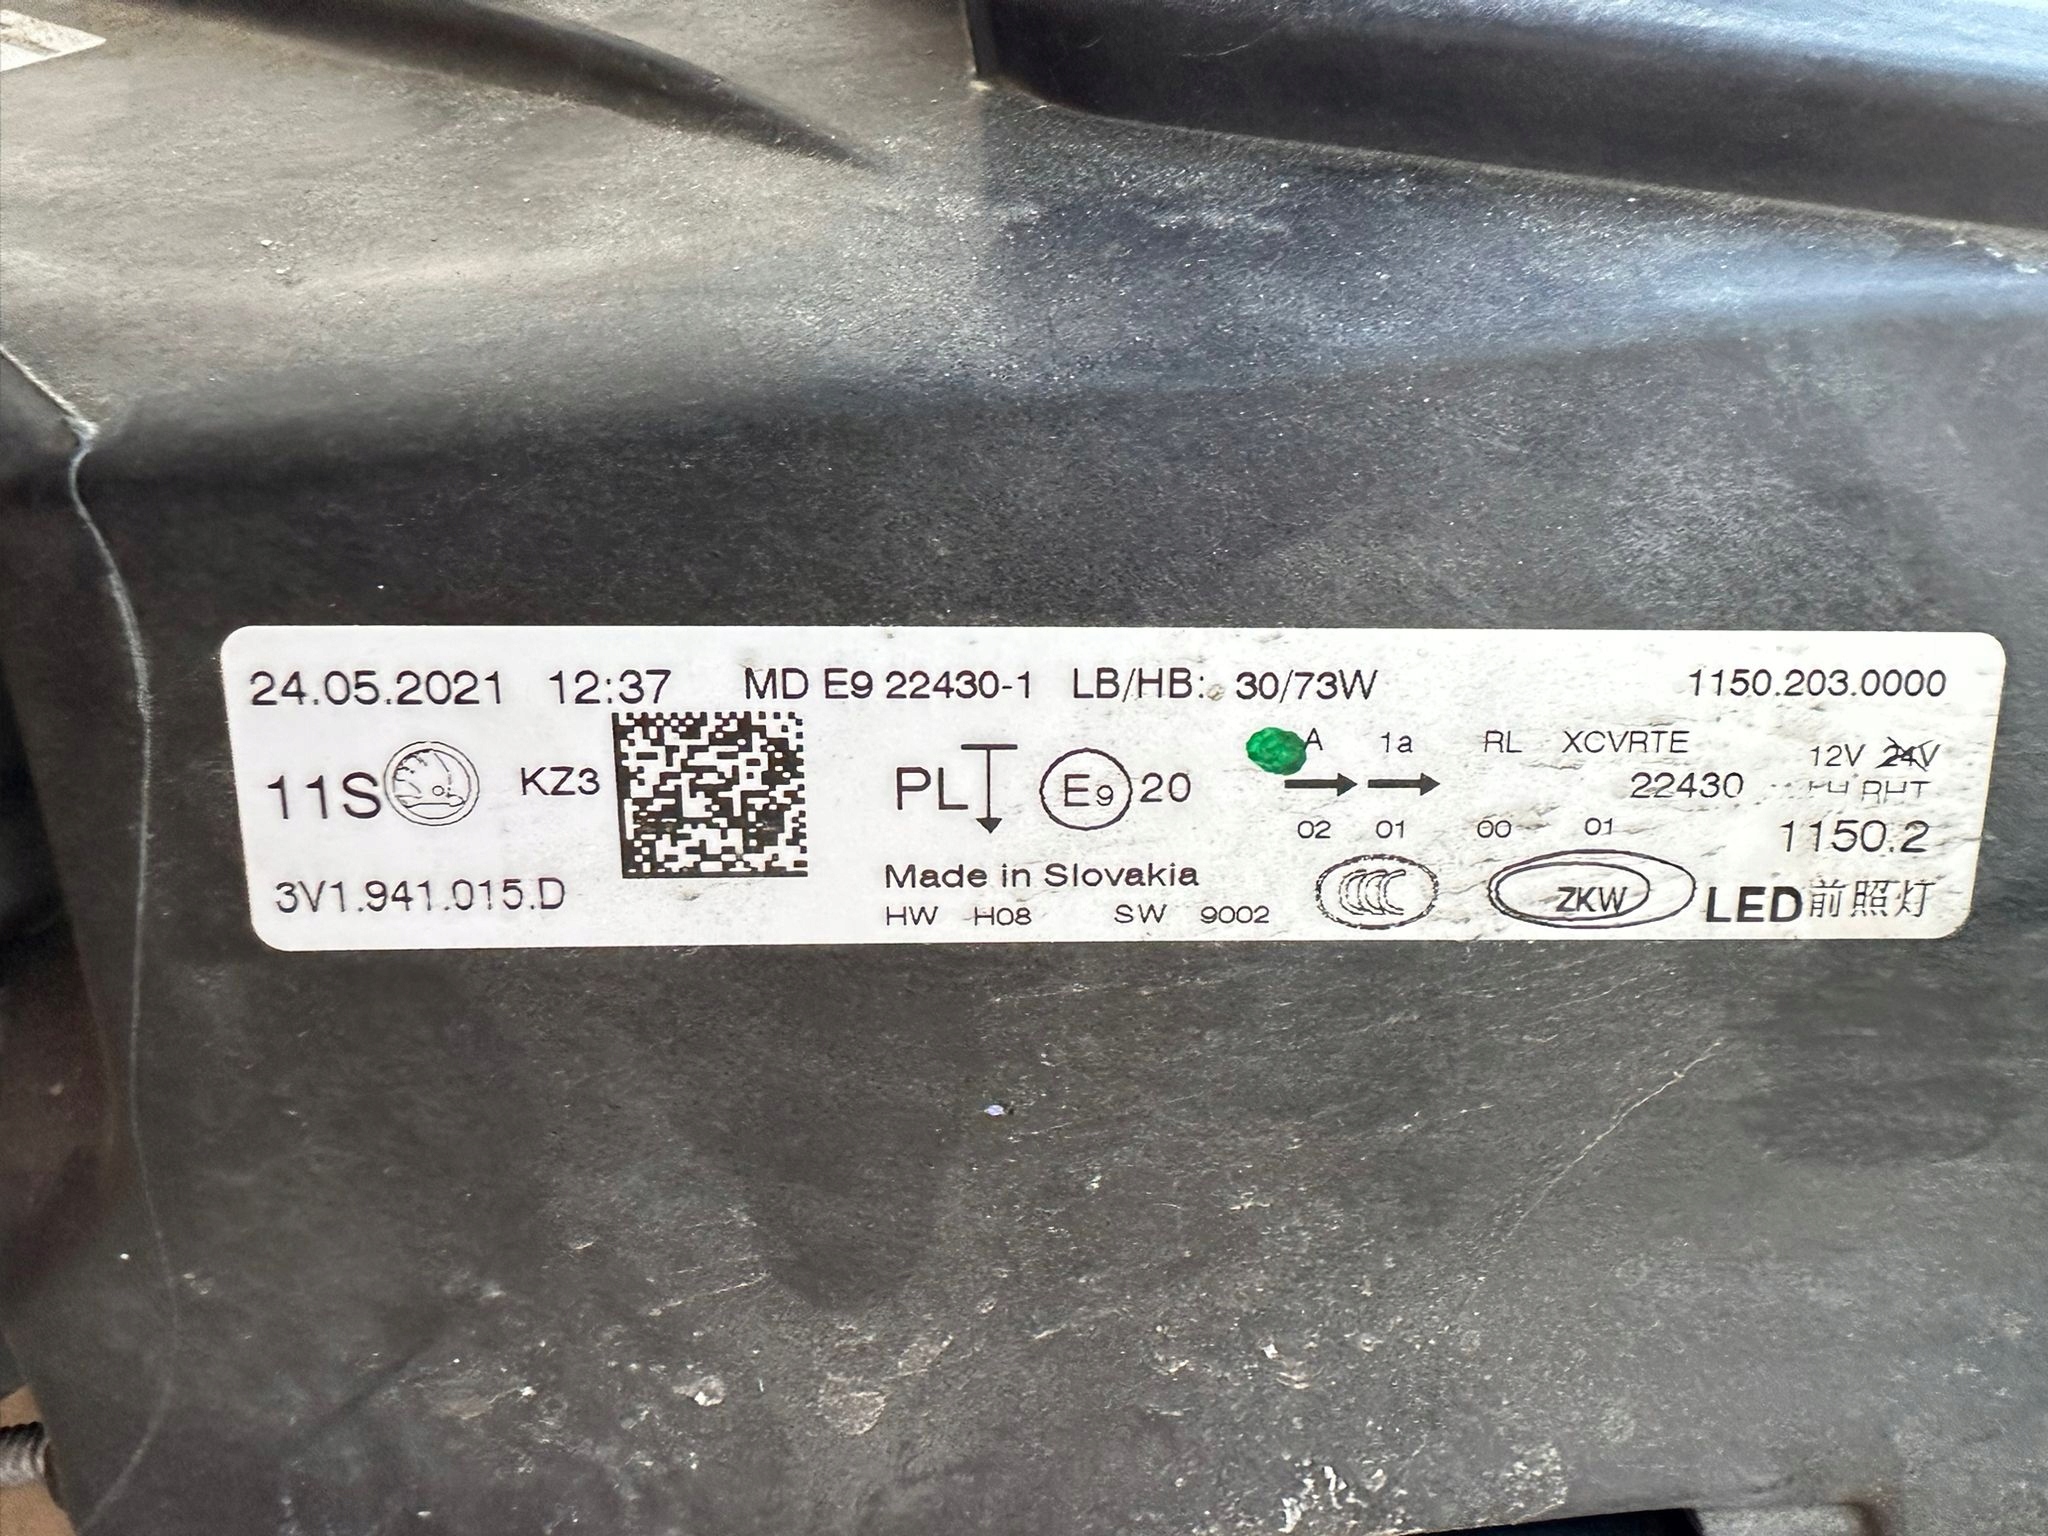 24.05.2021 12:37 MD E9 22430-1 LB/HB: 30/73W 1150.203.0000
A 1a RL XCVRTE 12V 24V
11S KZ3 PL E9 20 22430
02 01 00 01 1150.2
3V1.941.015.D Made in Slovakia CCC ZKW LED前照灯
HW H08 SW 9002